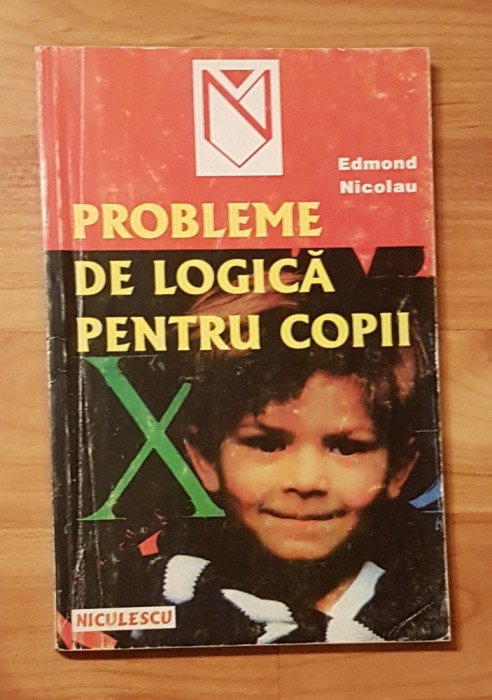 Edmond
Nicolau
PROBLEME
DE LOGICĂ
PENTRU COPII
X
NICULESCU